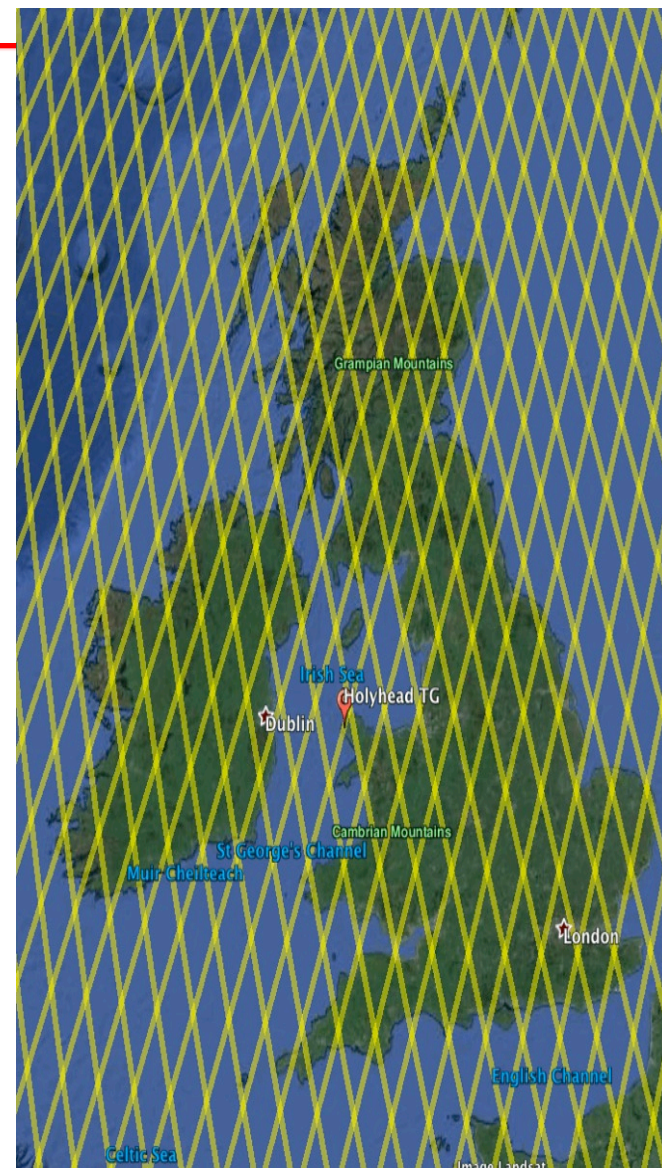 Grampian Mountains
Irish Sea
Holyhead TG
Dublin
Cambrian Mountains
St George's Channel
Muir Cheilteach
London
English Channel
Celtic Sea
Image Landsat